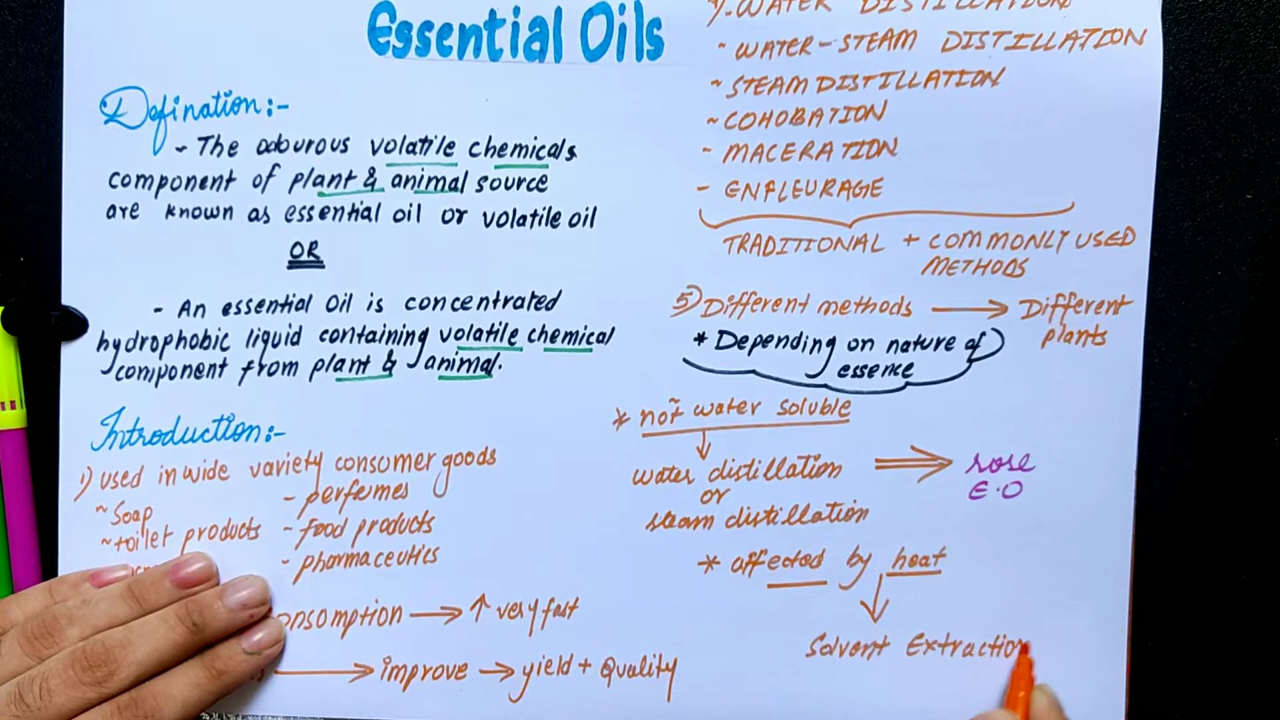 Essential Oils
Defination:-
- The odourous volatile chemicals
component of plant & animal source
are known as essential oil or volatile oil
OR
- An essential Oil is concentrated
hydrophobic liquid containing volatile chemical
component from plant & animal.
Introduction:-
1) used in wide variety consumer goods
~ Soap
~ toilet products
- perfumes
- food products
- pharmaceutics
onsomption → ↑ very fast
→ improve → yield + Quality
WATER DISTILLATION
- WATER-STEAM DISTILLATION
~ STEAM DISTILLATION
~ COHOBATION
- MACERATION
- ENFLEURAGE
TRADITIONAL + COMMONLY USED
METHODS
5) Different methods → Different
plants
* Depending on nature of
essence
* not water soluble
↓
water distillation ⇒ rose
or E.O
steam distillation
* affected by heat
↓
Solvent Extraction